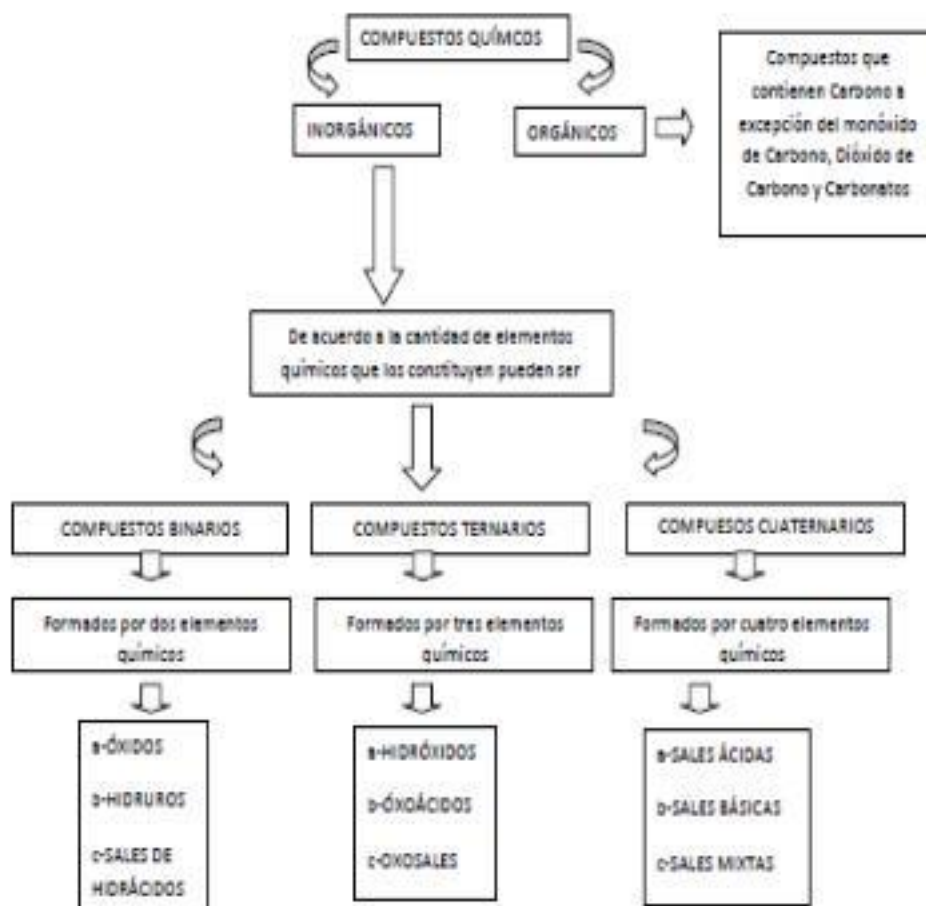 COMPUESTOS QUÍMCOS
INORGÁNICOS
ORGÁNICOS
Compuestos que
contienen Carbono a
excepción del monóxido
de Carbono, Dióxido de
Carbono y Carbonatos
De acuerdo a la cantidad de elementos
químicos que los constituyen pueden ser
COMPUESTOS BINARIOS
COMPUESTOS TERNARIOS
COMPUESOS CUATERNARIOS
Formados por dos elementos
químicos
Formados por tres elementos
químicos
Formados por cuatro elementos
químicos
a-ÓXIDOS
b-HIDRUROS
c-SALES DE
HIDRÁCIDOS
a-HIDRÓXIDOS
b-ÓXOÁCIDOS
c-OXOSALES
a-SALES ÁCIDAS
b-SALES BÁSICAS
c-SALES MIXTAS